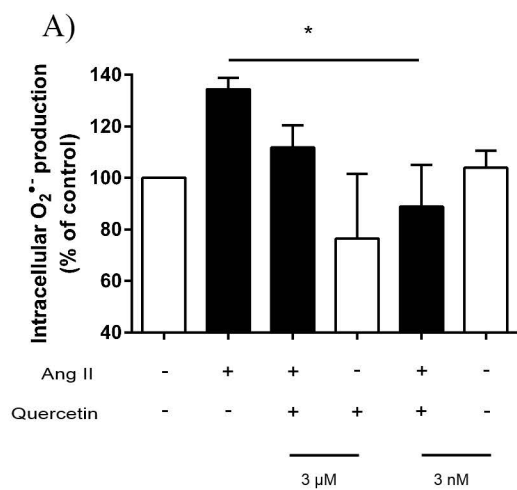 A)
*
Intracellular O₂•- production
(% of control)
140
120
100
80
60
40
Ang II - + + - + -
Quercetin - - + + + -
3 µM 3 nM